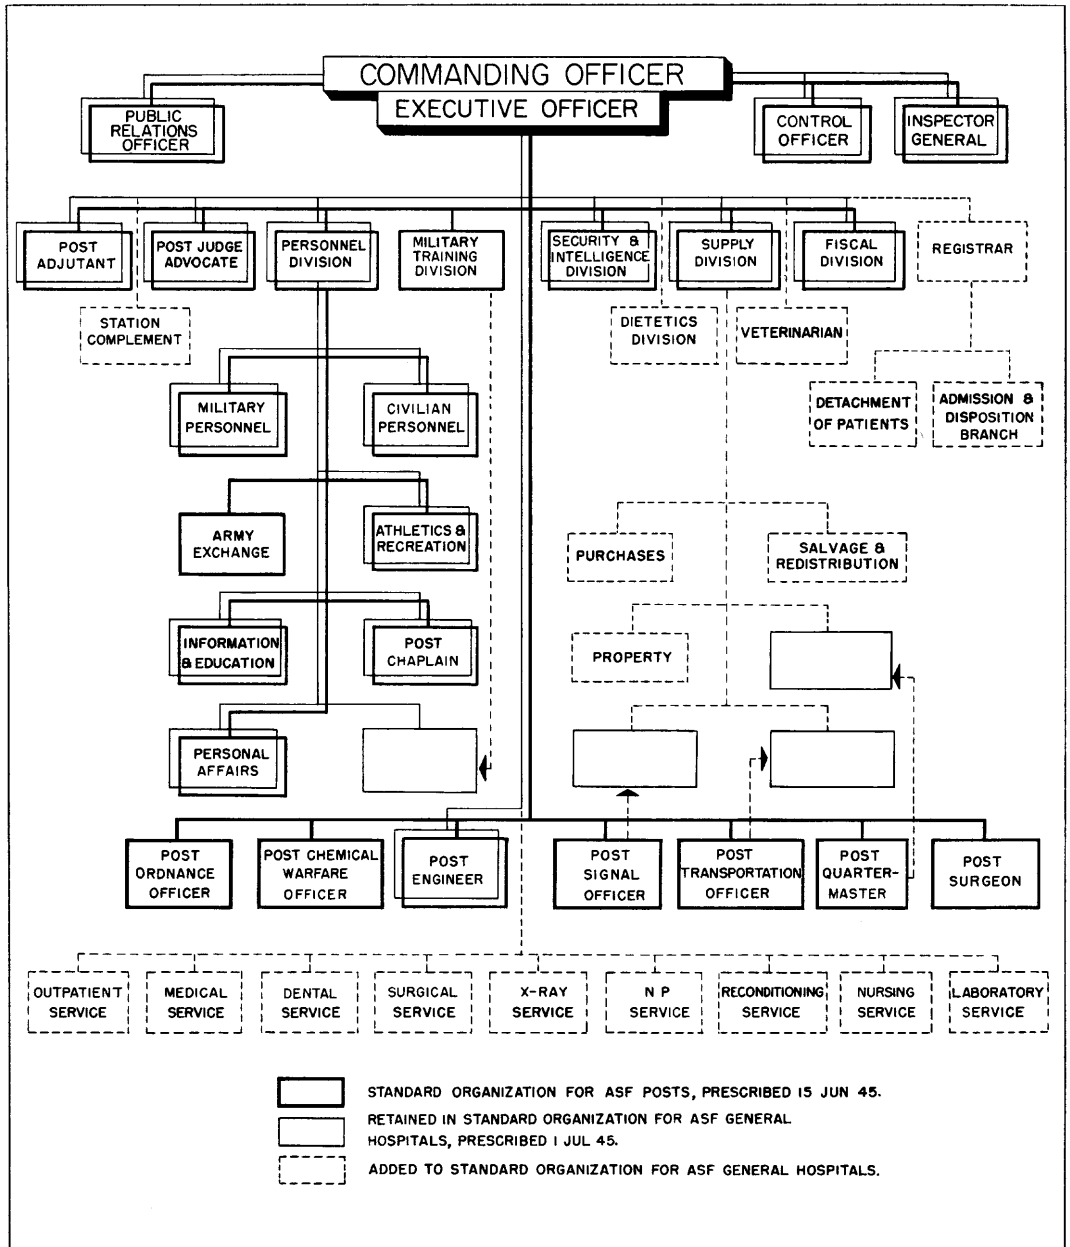 COMMANDING OFFICER
EXECUTIVE OFFICER
PUBLIC
RELATIONS
OFFICER
CONTROL
OFFICER
INSPECTOR
GENERAL
POST
ADJUTANT
POST JUDGE
ADVOCATE
PERSONNEL
DIVISION
MILITARY
TRAINING
DIVISION
SECURITY &
INTELLIGENCE
DIVISION
SUPPLY
DIVISION
FISCAL
DIVISION
REGISTRAR
STATION
COMPLEMENT
DIETETICS
DIVISION
VETERINARIAN
MILITARY
PERSONNEL
CIVILIAN
PERSONNEL
DETACHMENT
OF PATIENTS
ADMISSION &
DISPOSITION
BRANCH
ARMY
EXCHANGE
ATHLETICS &
RECREATION
PURCHASES
SALVAGE &
REDISTRIBUTION
INFORMATION
& EDUCATION
POST
CHAPLAIN
PROPERTY
PERSONAL
AFFAIRS
POST
ORDNANCE
OFFICER
POST CHEMICAL
WARFARE
OFFICER
POST
ENGINEER
POST
SIGNAL
OFFICER
POST
TRANSPORTATION
OFFICER
POST
QUARTER-
MASTER
POST
SURGEON
OUTPATIENT
SERVICE
MEDICAL
SERVICE
DENTAL
SERVICE
SURGICAL
SERVICE
X-RAY
SERVICE
N P
SERVICE
RECONDITIONING
SERVICE
NURSING
SERVICE
LABORATORY
SERVICE
STANDARD ORGANIZATION FOR ASF POSTS, PRESCRIBED 15 JUN 45.
RETAINED IN STANDARD ORGANIZATION FOR ASF GENERAL
HOSPITALS, PRESCRIBED 1 JUL 45.
ADDED TO STANDARD ORGANIZATION FOR ASF GENERAL HOSPITALS.